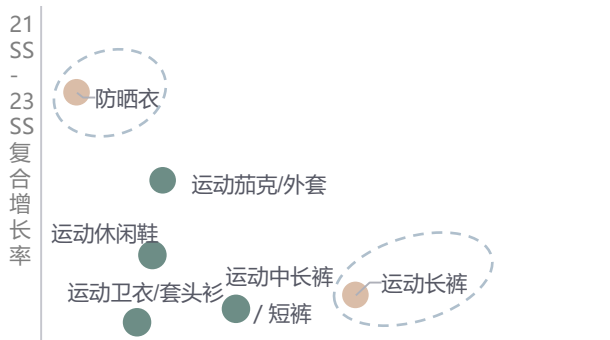 21
SS
-
23
SS
复
合
增
长
率
防晒衣
运动茄克/外套
运动休闲鞋
运动中长裤
/ 短裤
运动卫衣/套头衫
运动长裤